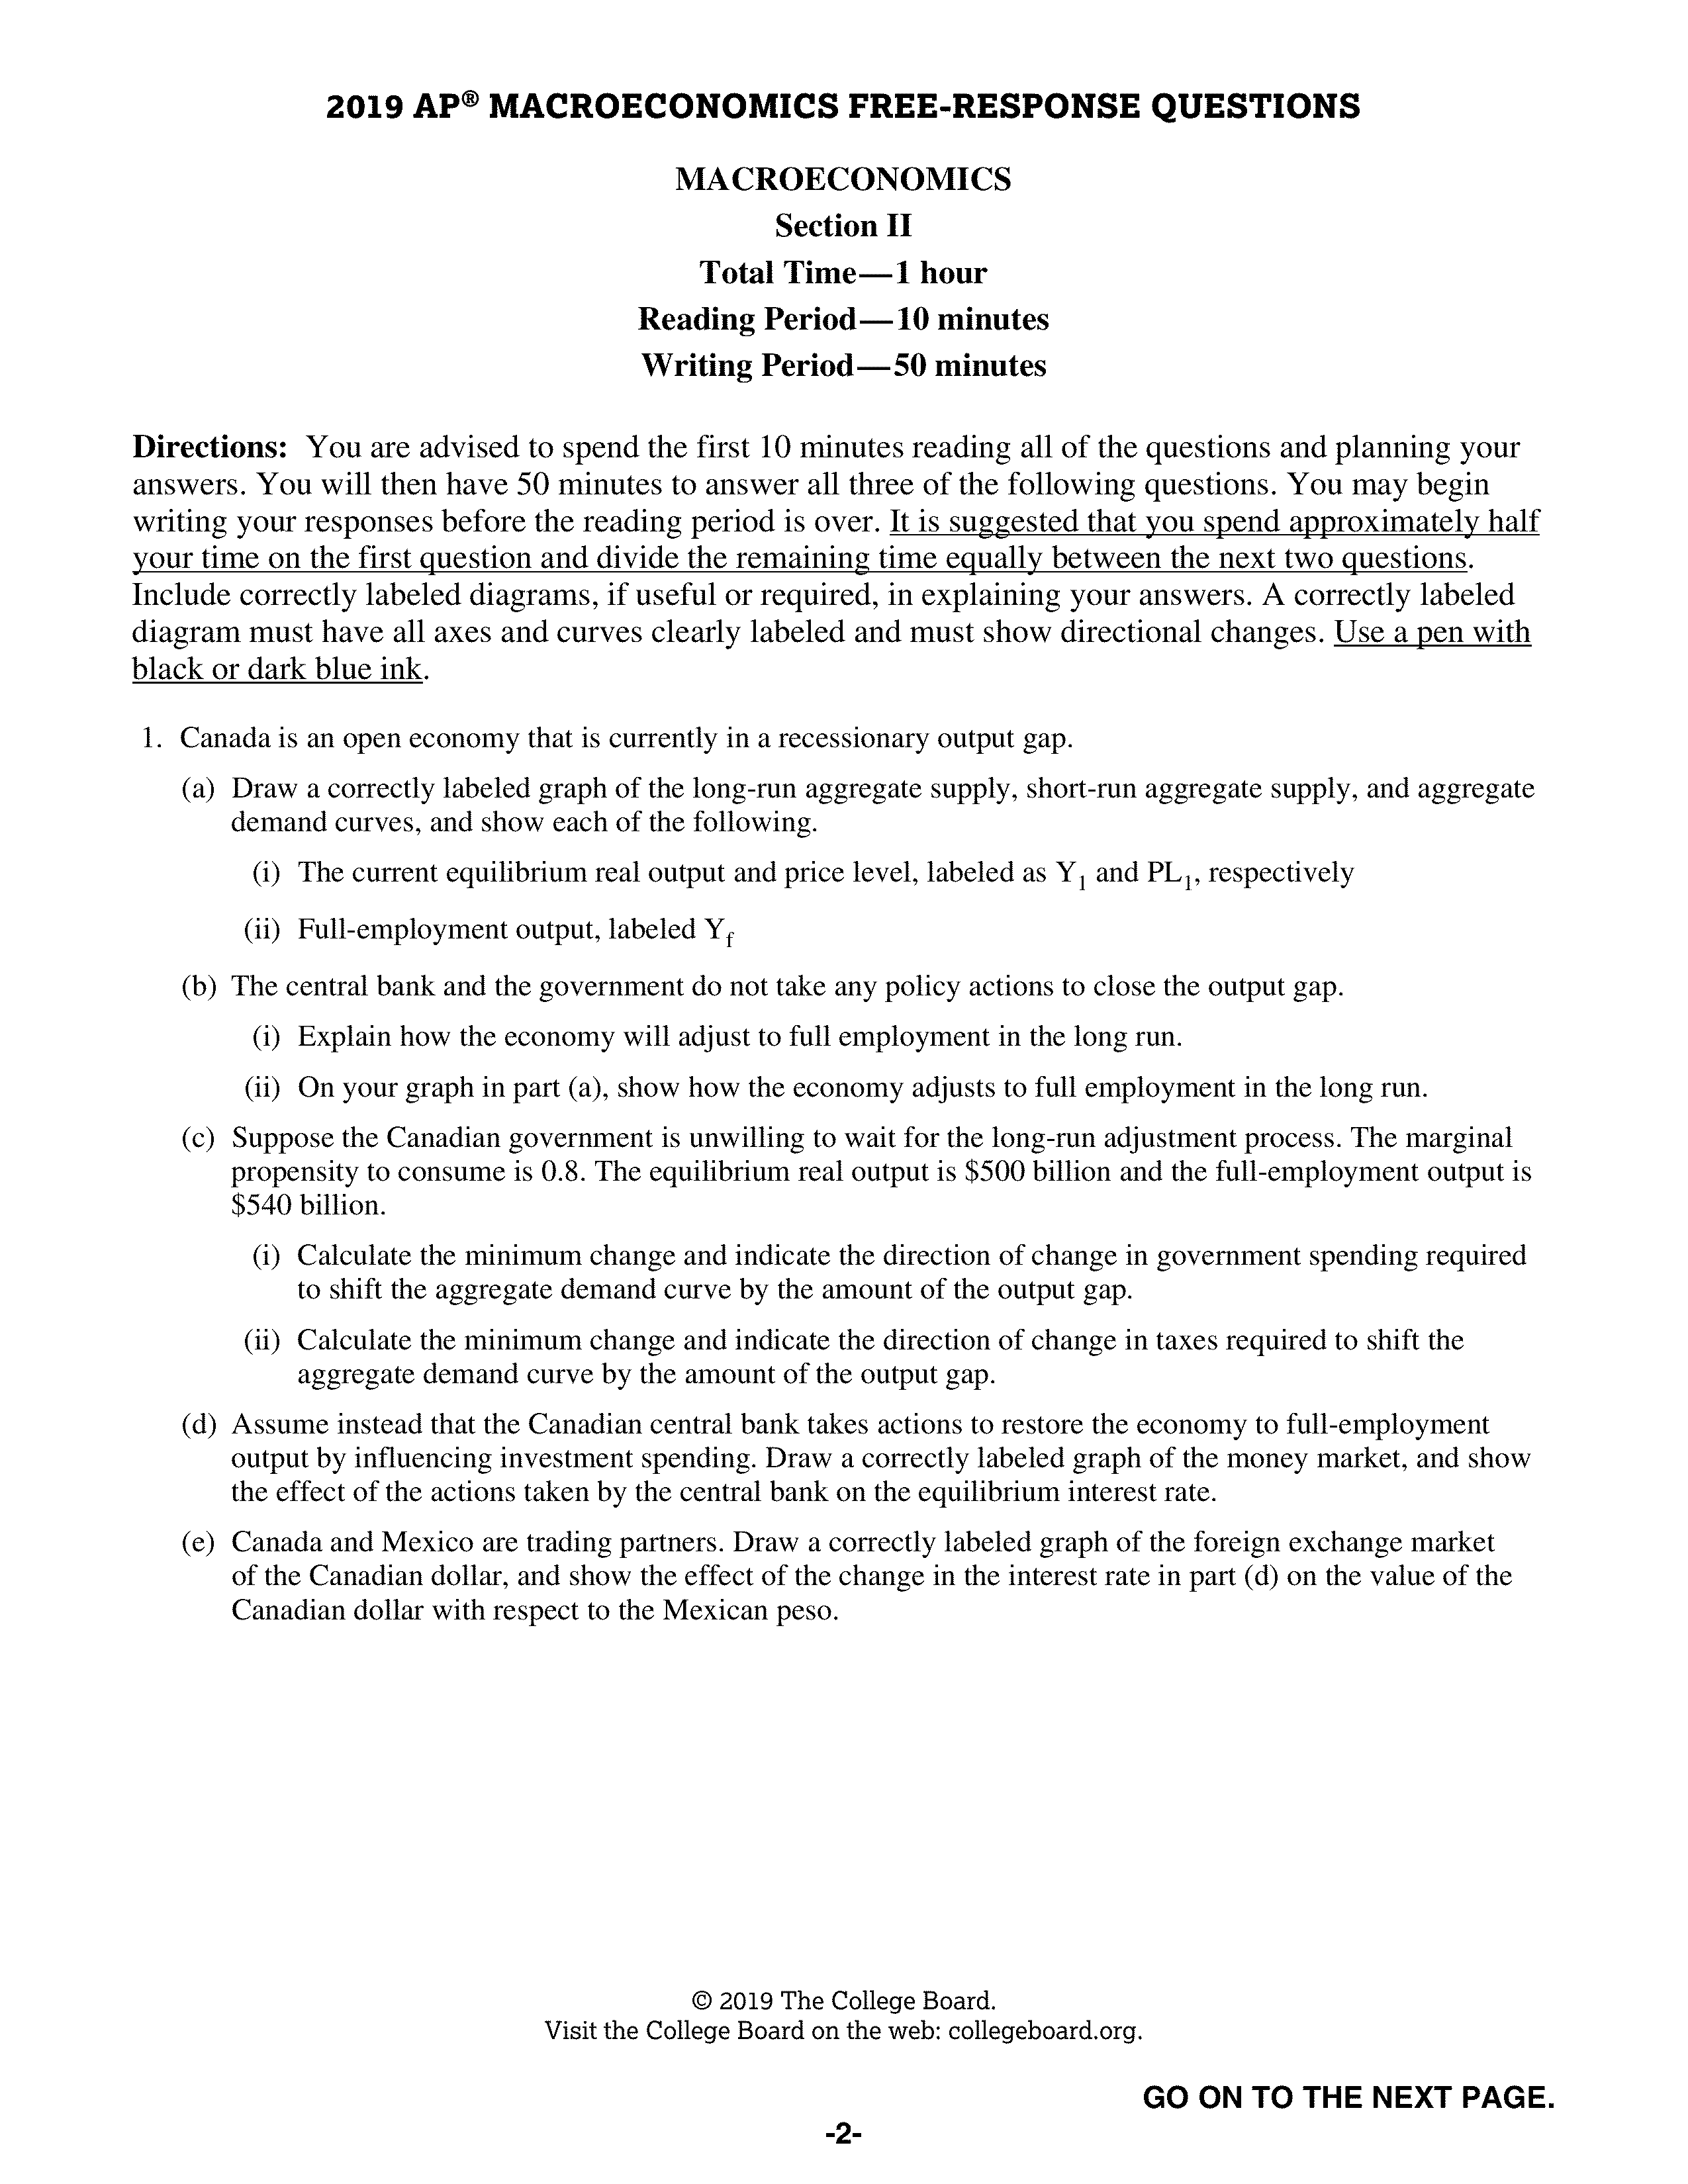 2019 AP® MACROECONOMICS FREE-RESPONSE QUESTIONS
MACROECONOMICS
Section II
Total Time—1 hour
Reading Period—10 minutes
Writing Period—50 minutes
Directions: You are advised to spend the first 10 minutes reading all of the questions and planning your
answers. You will then have 50 minutes to answer all three of the following questions. You may begin
writing your responses before the reading period is over. It is suggested that you spend approximately half
your time on the first question and divide the remaining time equally between the next two questions.
Include correctly labeled diagrams, if useful or required, in explaining your answers. A correctly labeled
diagram must have all axes and curves clearly labeled and must show directional changes. Use a pen with
black or dark blue ink.
1. Canada is an open economy that is currently in a recessionary output gap.
(a) Draw a correctly labeled graph of the long-run aggregate supply, short-run aggregate supply, and aggregate
demand curves, and show each of the following.
(i) The current equilibrium real output and price level, labeled as Y₁ and PL₁, respectively
(ii) Full-employment output, labeled Y_f
(b) The central bank and the government do not take any policy actions to close the output gap.
(i) Explain how the economy will adjust to full employment in the long run.
(ii) On your graph in part (a), show how the economy adjusts to full employment in the long run.
(c) Suppose the Canadian government is unwilling to wait for the long-run adjustment process. The marginal
propensity to consume is 0.8. The equilibrium real output is $500 billion and the full-employment output is
$540 billion.
(i) Calculate the minimum change and indicate the direction of change in government spending required
to shift the aggregate demand curve by the amount of the output gap.
(ii) Calculate the minimum change and indicate the direction of change in taxes required to shift the
aggregate demand curve by the amount of the output gap.
(d) Assume instead that the Canadian central bank takes actions to restore the economy to full-employment
output by influencing investment spending. Draw a correctly labeled graph of the money market, and show
the effect of the actions taken by the central bank on the equilibrium interest rate.
(e) Canada and Mexico are trading partners. Draw a correctly labeled graph of the foreign exchange market
of the Canadian dollar, and show the effect of the change in the interest rate in part (d) on the value of the
Canadian dollar with respect to the Mexican peso.
© 2019 The College Board.
Visit the College Board on the web: collegeboard.org.
GO ON TO THE NEXT PAGE.
-2-